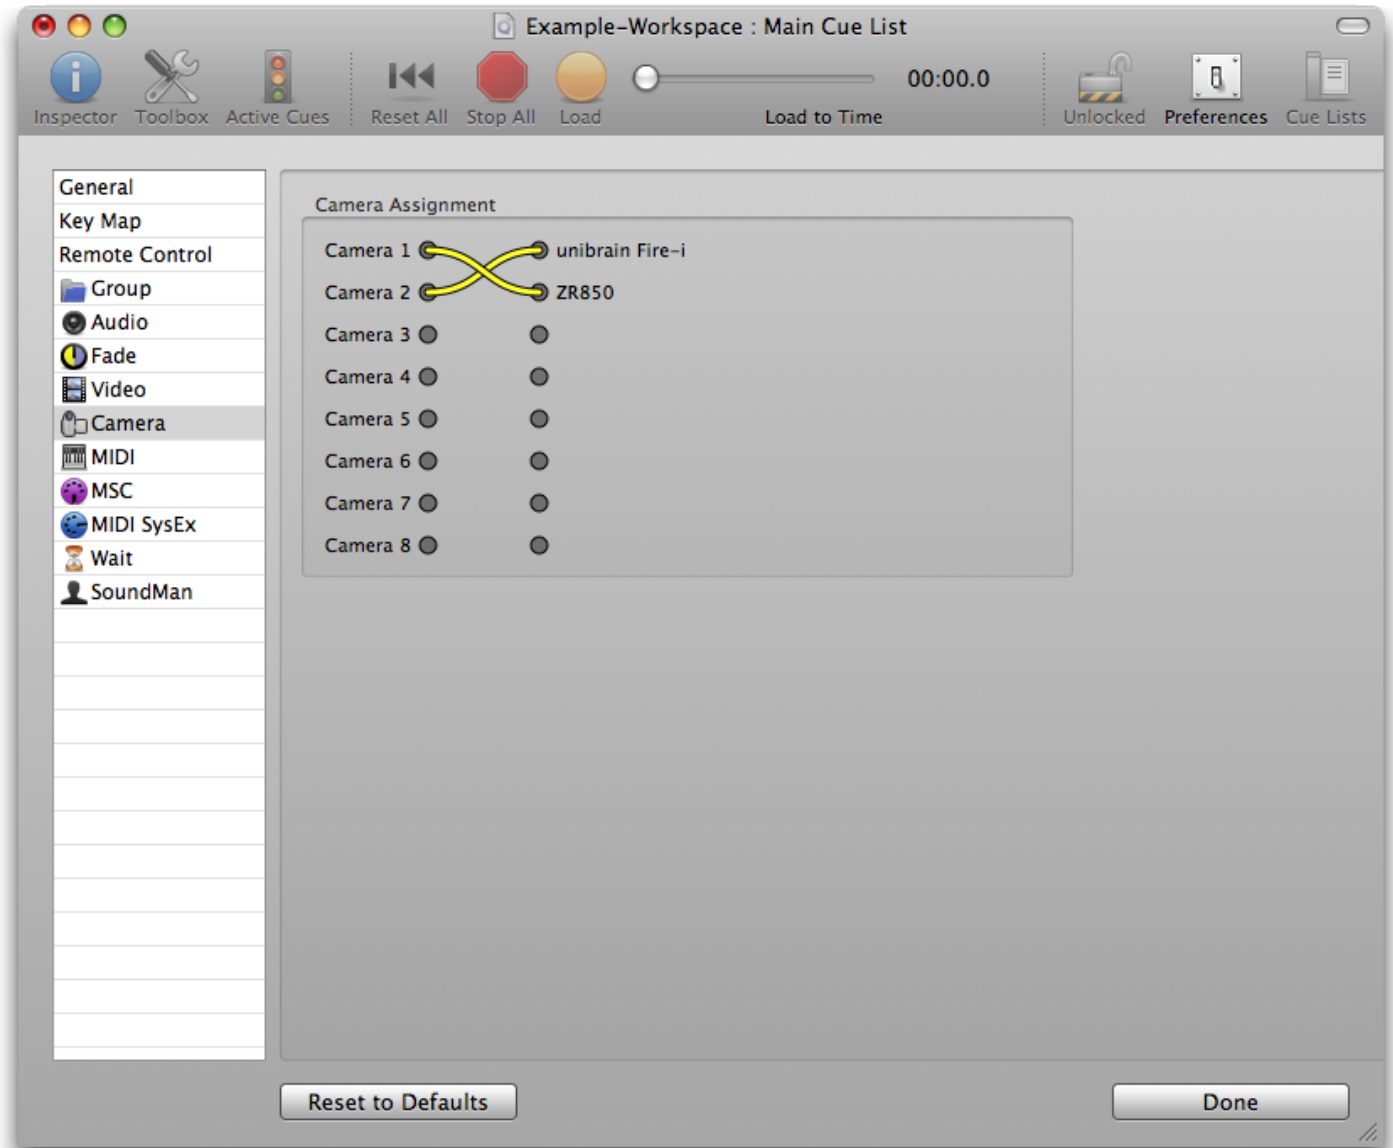 Example-Workspace : Main Cue List
Inspector Toolbox Active Cues Reset All Stop All Load 00:00.0 Load to Time Unlocked Preferences Cue Lists
General
Key Map
Remote Control
Group
Audio
Fade
Video
Camera
MIDI
MSC
MIDI SysEx
Wait
SoundMan
Camera Assignment
Camera 1 unibrain Fire-i
Camera 2 ZR850
Camera 3
Camera 4
Camera 5
Camera 6
Camera 7
Camera 8
Reset to Defaults Done